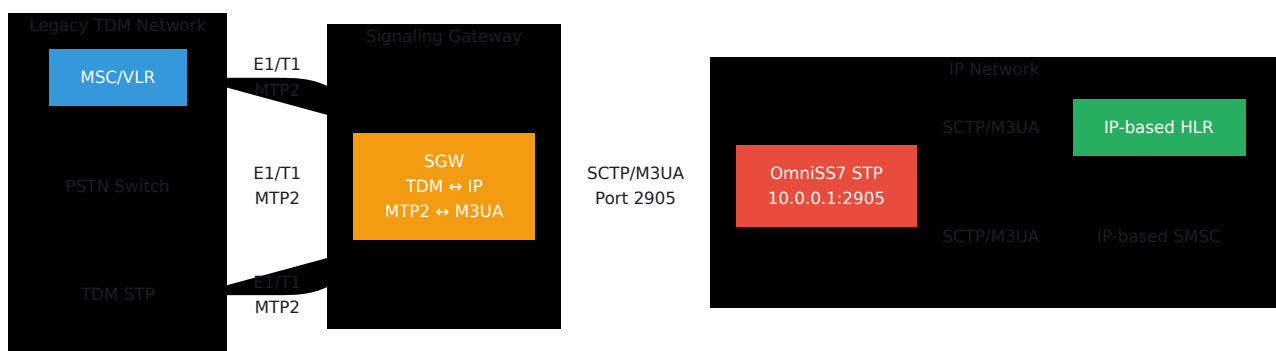 Legacy TDM Network
MSC/VLR
PSTN Switch
TDM STP
E1/T1
MTP2
E1/T1
MTP2
E1/T1
MTP2
Signaling Gateway
SGW
TDM ↔ IP
MTP2 ↔ M3UA
SCTP/M3UA
Port 2905
IP Network
OmniSS7 STP
10.0.0.1:2905
SCTP/M3UA
IP-based HLR
SCTP/M3UA
IP-based SMSC